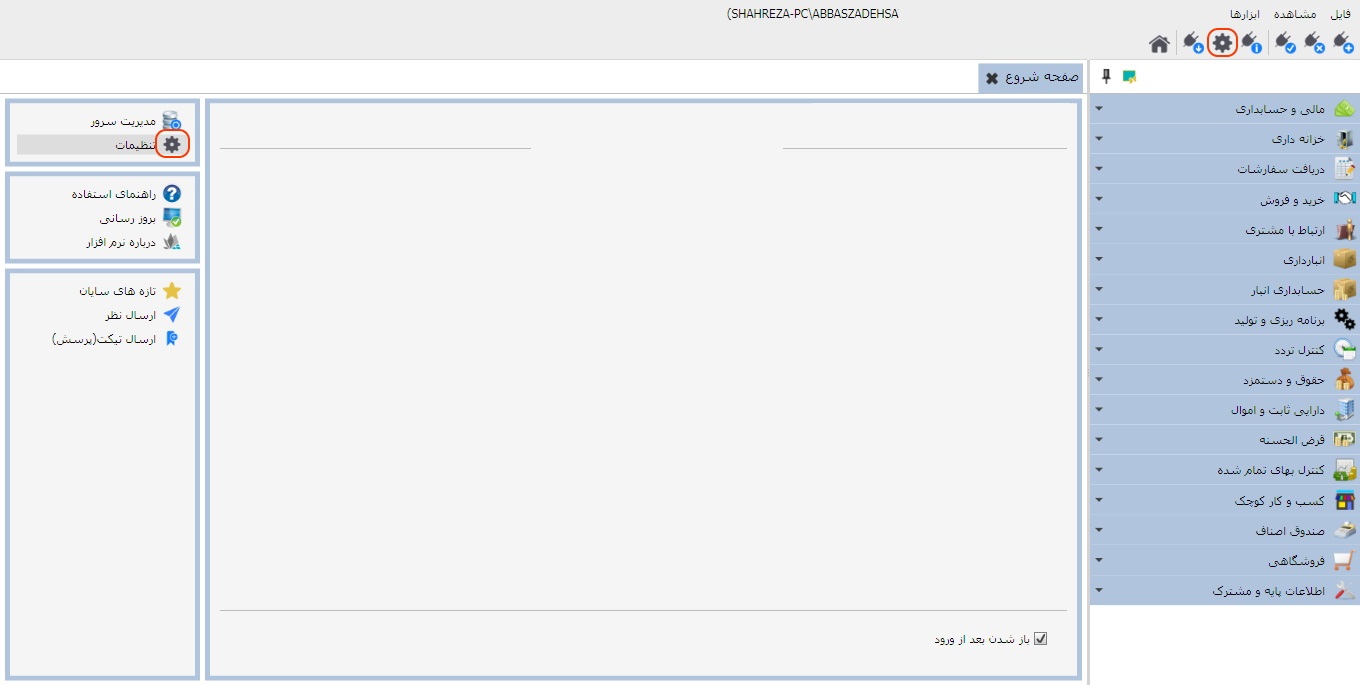 فایل مشاهده ابزارها
(SHAHREZA-PC\ABBASZADEHSA
صفحه شروع
مالی و حسابداری
خزانه داری
دریافت سفارشات
خرید و فروش
ارتباط با مشتری
انبارداری
حسابداری انبار
برنامه ریزی و تولید
کنترل تردد
حقوق و دستمزد
دارایی ثابت و اموال
قرض الحسنه
کنترل بهای تمام شده
کسب و کار کوچک
صندوق اصناف
فروشگاهی
اطلاعات پایه و مشترک
باز شدن بعد از ورود
مدیریت سرور
تنظیمات
راهنمای استفاده
بروز رسانی
درباره نرم افزار
تازه های سایان
ارسال نظر
ارسال تیکت(پرسش)